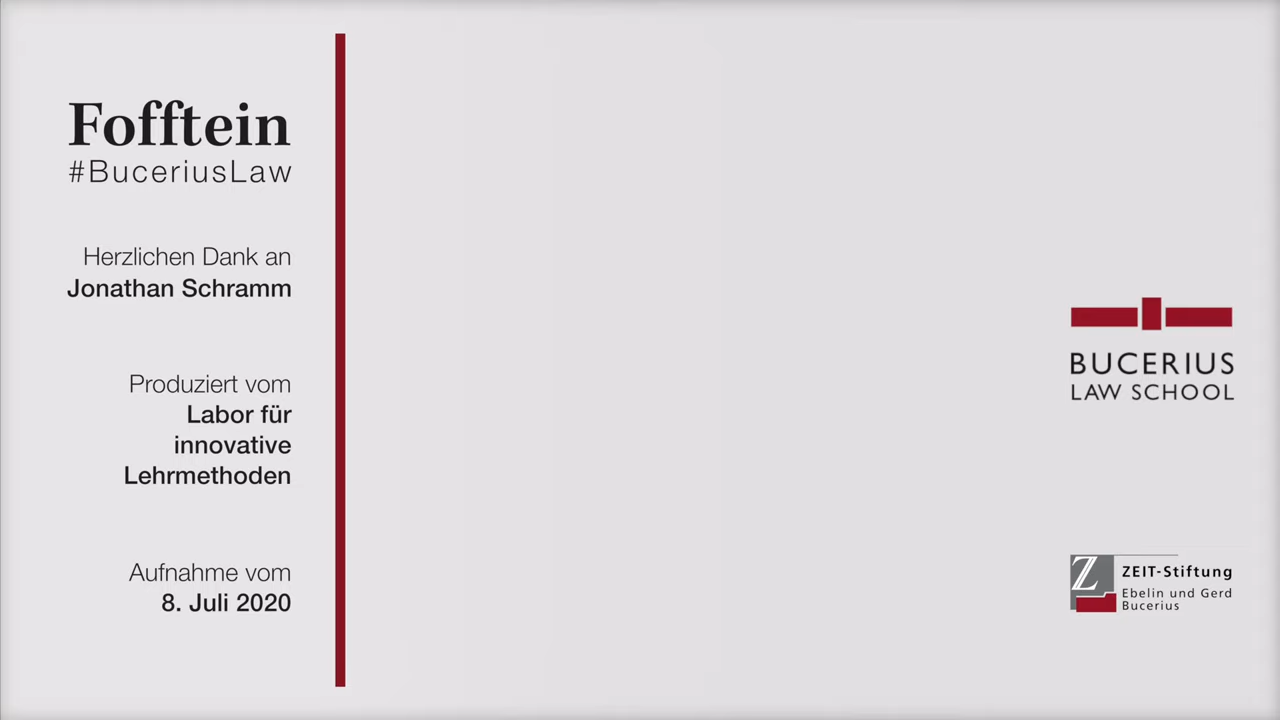 Fofftein
#BuceriusLaw
Herzlichen Dank an
Jonathan Schramm
Produziert vom
Labor für
innovative
Lehrmethoden
Aufnahme vom
8. Juli 2020
BUCERIUS
LAW SCHOOL
Z
ZEIT-Stiftung
Ebelin und Gerd
Bucerius